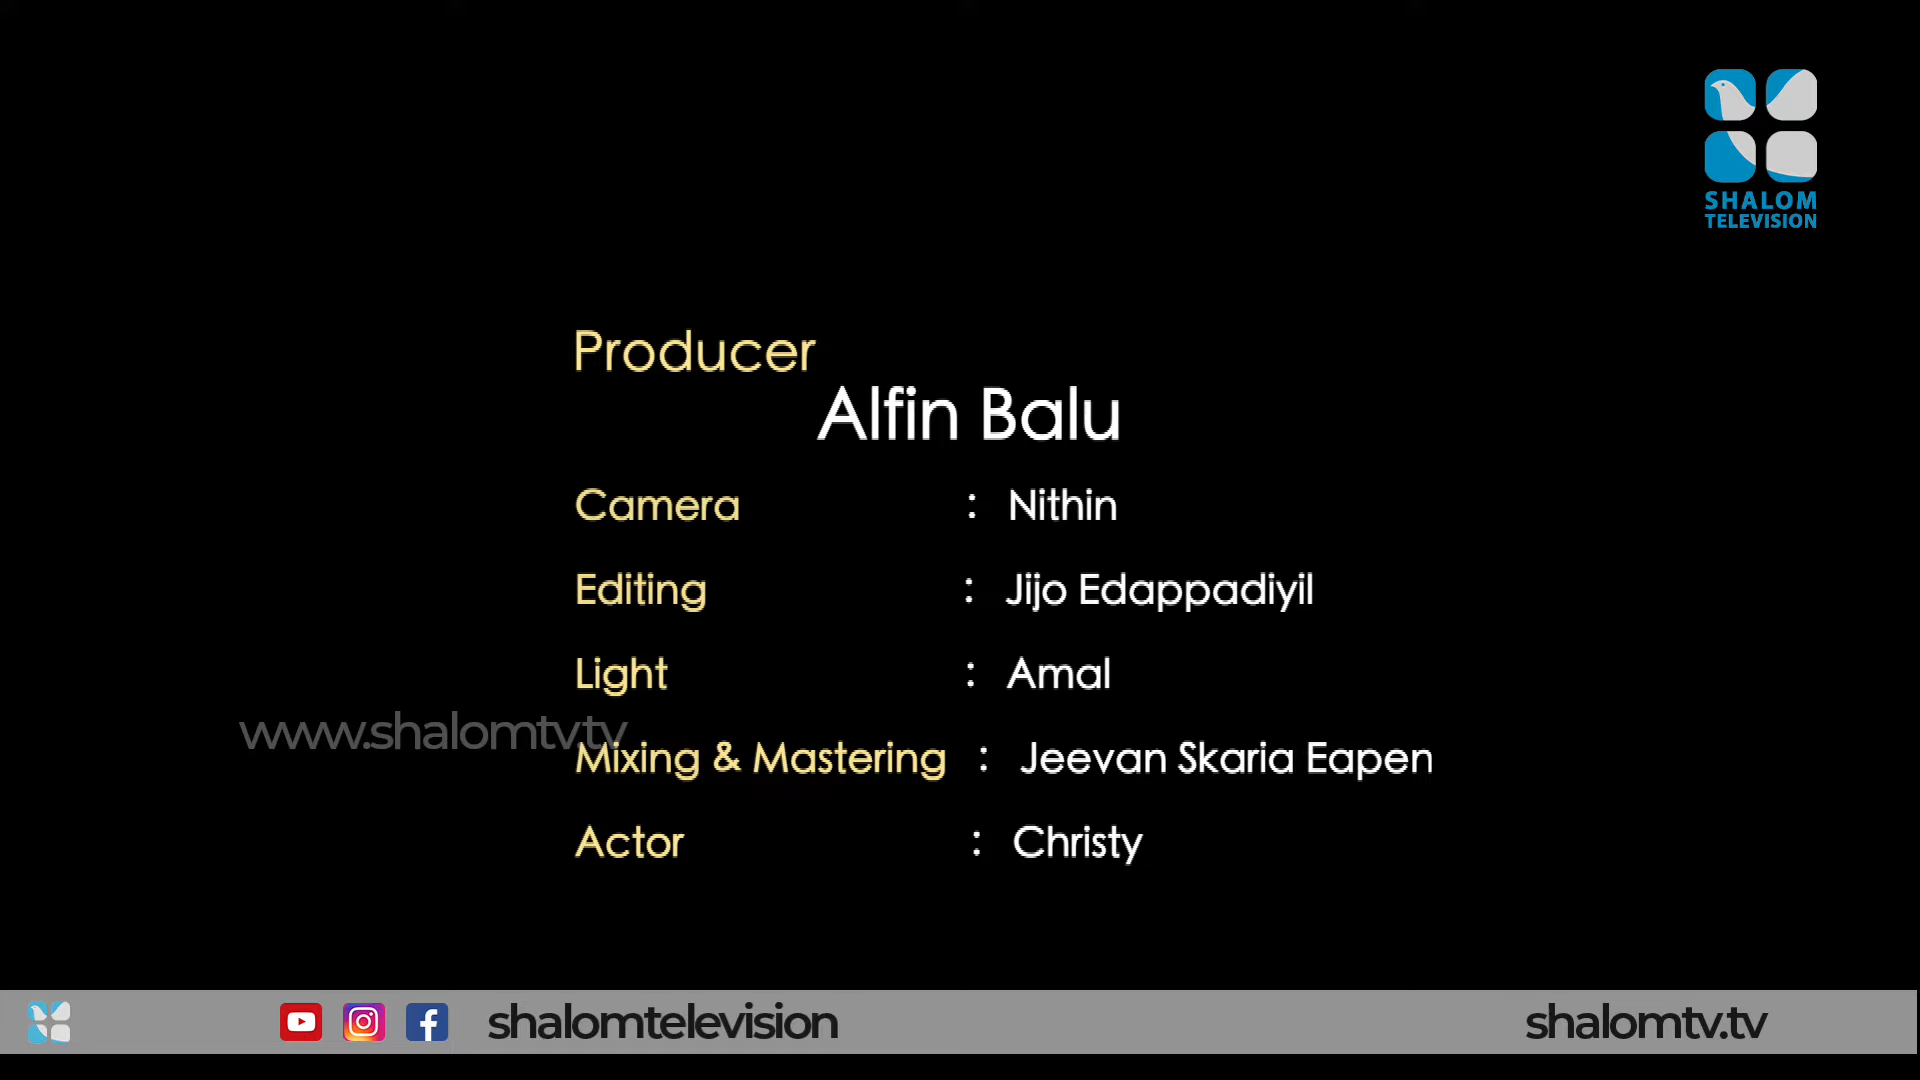 SHALOM
TELEVISION
Producer
Alfin Balu
Camera : Nithin
Editing : Jijo Edappadiyil
Light : Amal
www.shalomtv.tv
Mixing & Mastering : Jeevan Skaria Eapen
Actor : Christy
shalomtelevision shalomtv.tv